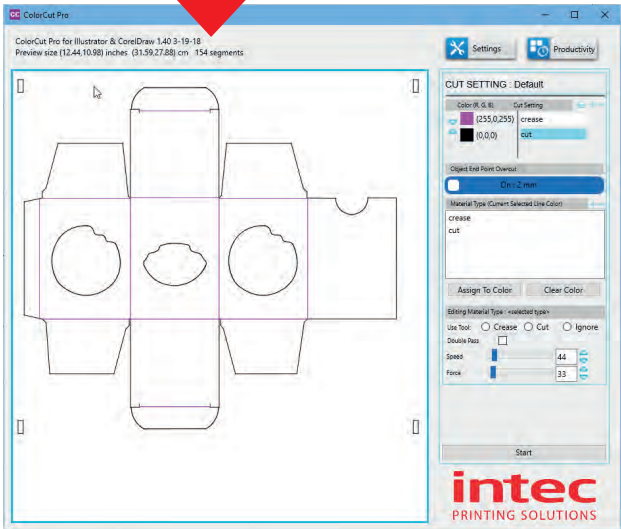 CC ColorCut Pro
ColorCut Pro for Illustrator & CorelDraw 1.40 3-19-18
Preview size (12.44,10.98) inches (31.59,27.88) cm 154 segments
Settings
Productivity
CUT SETTING : Default
Color (R, G, B) Cut Setting
(255,0,255) crease
(0,0,0) cut
Object End Point Overcut
On : 2 mm
Material Type (Current Selected Line Color)
crease
cut
Assign To Color Clear Color
Editing Material Type : <selected type>
Use Tool: Crease Cut Ignore
Double Pass
Speed 44
Force 33
Start
intec
PRINTING SOLUTIONS